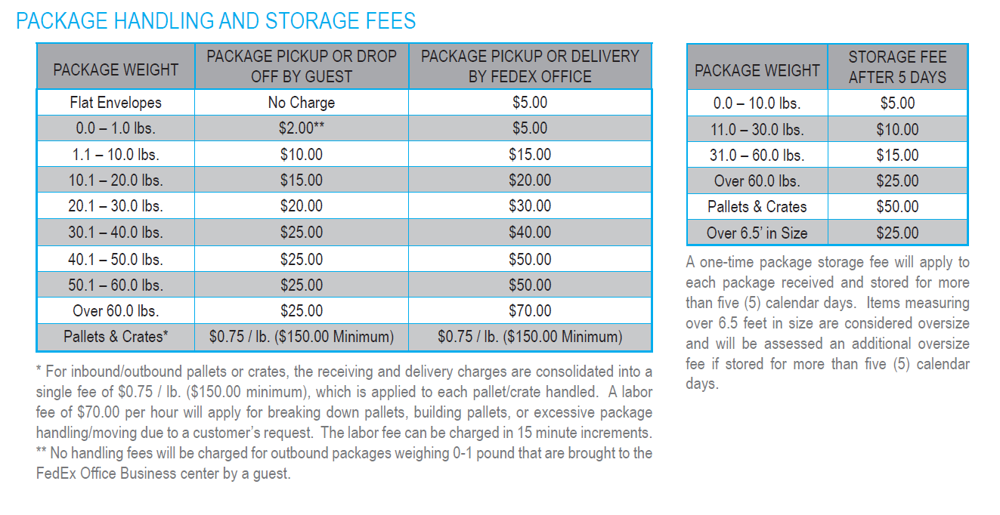 PACKAGE HANDLING AND STORAGE FEES
PACKAGE WEIGHT
PACKAGE PICKUP OR DROP
OFF BY GUEST
PACKAGE PICKUP OR DELIVERY
BY FEDEX OFFICE
Flat Envelopes No Charge $5.00
0.0 – 1.0 lbs. $2.00** $5.00
1.1 – 10.0 lbs. $10.00 $15.00
10.1 – 20.0 lbs. $15.00 $20.00
20.1 – 30.0 lbs. $20.00 $30.00
30.1 – 40.0 lbs. $25.00 $40.00
40.1 – 50.0 lbs. $25.00 $50.00
50.1 – 60.0 lbs. $25.00 $50.00
Over 60.0 lbs. $25.00 $70.00
Pallets & Crates* $0.75 / lb. ($150.00 Minimum) $0.75 / lb. ($150.00 Minimum)
* For inbound/outbound pallets or crates, the receiving and delivery charges are consolidated into a
single fee of $0.75 / lb. ($150.00 minimum), which is applied to each pallet/crate handled. A labor
fee of $70.00 per hour will apply for breaking down pallets, building pallets, or excessive package
handling/moving due to a customer's request. The labor fee can be charged in 15 minute increments.
** No handling fees will be charged for outbound packages weighing 0-1 pound that are brought to the
FedEx Office Business center by a guest.
PACKAGE WEIGHT
STORAGE FEE
AFTER 5 DAYS
0.0 – 10.0 lbs. $5.00
11.0 – 30.0 lbs. $10.00
31.0 – 60.0 lbs. $15.00
Over 60.0 lbs. $25.00
Pallets & Crates $50.00
Over 6.5' in Size $25.00
A one-time package storage fee will apply to
each package received and stored for more
than five (5) calendar days. Items measuring
over 6.5 feet in size are considered oversize
and will be assessed an additional oversize
fee if stored for more than five (5) calendar
days.